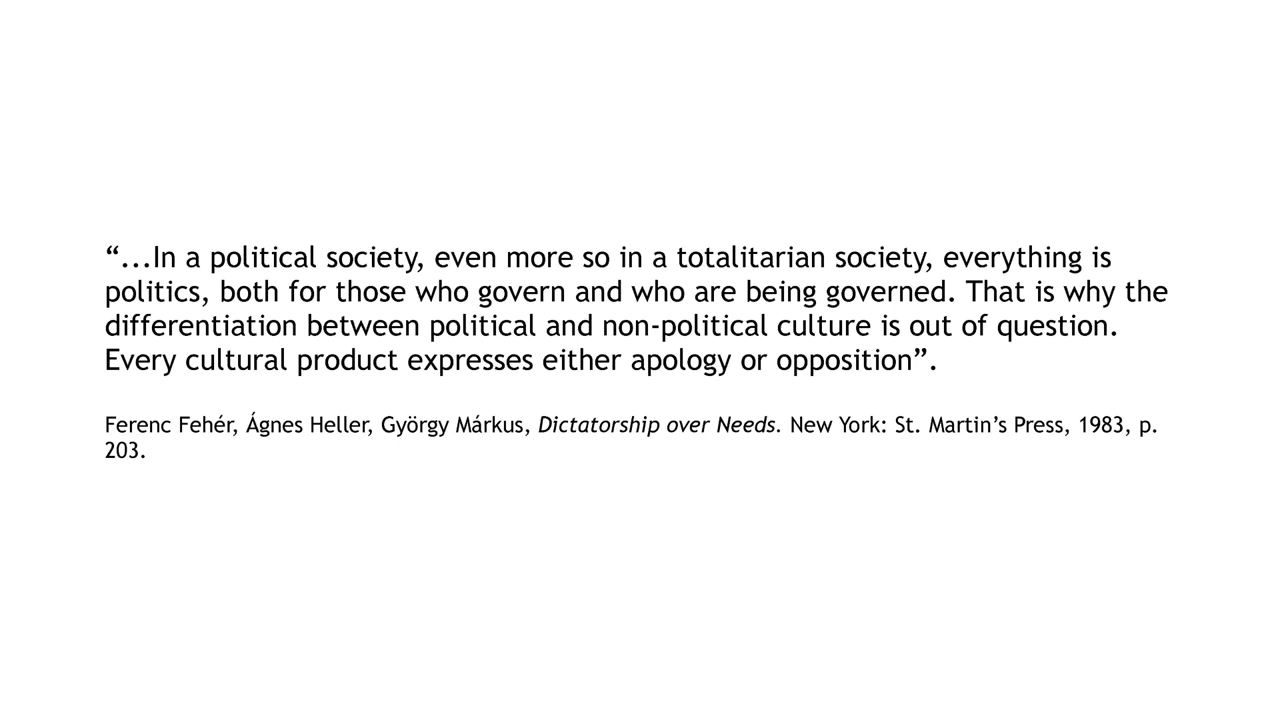 “...In a political society, even more so in a totalitarian society, everything is
politics, both for those who govern and who are being governed. That is why the
differentiation between political and non-political culture is out of question.
Every cultural product expresses either apology or opposition”.
Ferenc Fehér, Ágnes Heller, György Márkus, Dictatorship over Needs. New York: St. Martin’s Press, 1983, p.
203.